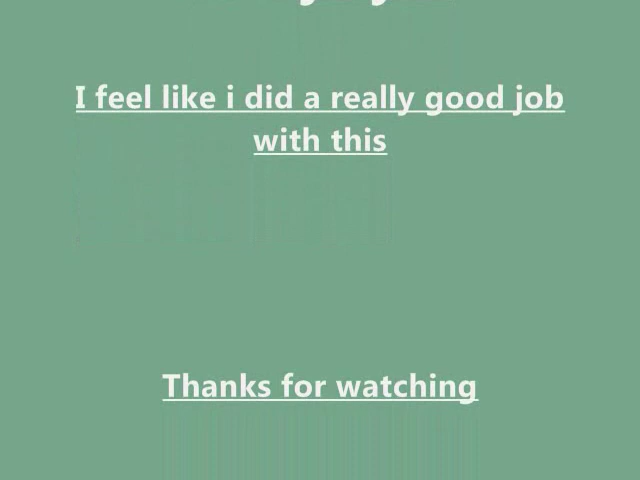 I feel like i did a really good job
with this
Thanks for watching